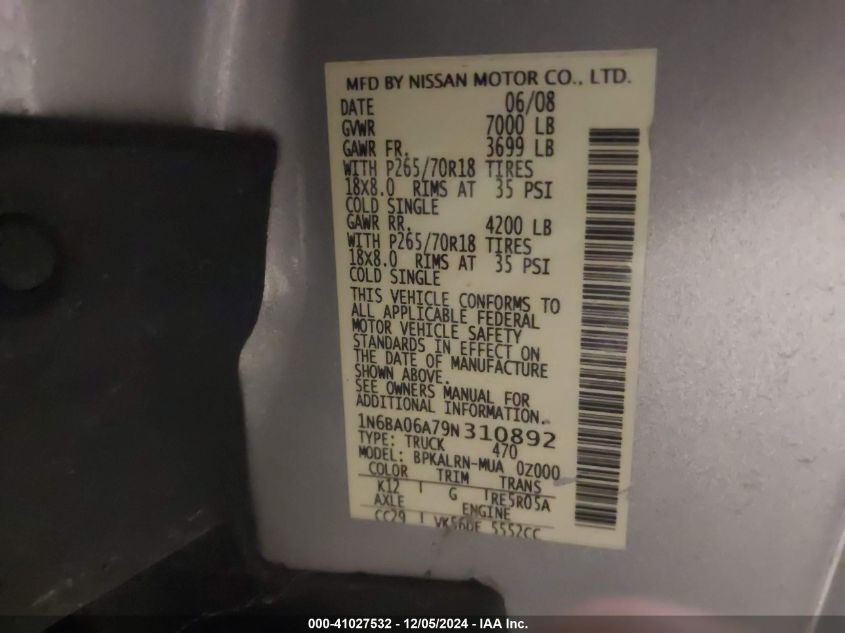 MFD BY NISSAN MOTOR CO., LTD.
DATE 06/08
GVWR 7000 LB
GAWR FR. 3699 LB
WITH P265/70R18 TIRES
18X8.0 RIMS AT 35 PSI
COLD SINGLE
GAWR RR. 4200 LB
WITH P265/70R18 TIRES
18X8.0 RIMS AT 35 PSI
COLD SINGLE
THIS VEHICLE CONFORMS TO
ALL APPLICABLE FEDERAL
MOTOR VEHICLE SAFETY
STANDARDS IN EFFECT ON
THE DATE OF MANUFACTURE
SHOWN ABOVE.
SEE OWNERS MANUAL FOR
ADDITIONAL INFORMATION.
1N6BA06A79N310892
TYPE: TRUCK 470
MODEL: BPKALRN-MUA 0Z000
COLOR TRIM TRANS
K12 G RE5R05A
AXLE ENGINE
CC29 VK56DE 5552CC
000-41027532 - 12/05/2024 - IAA Inc.